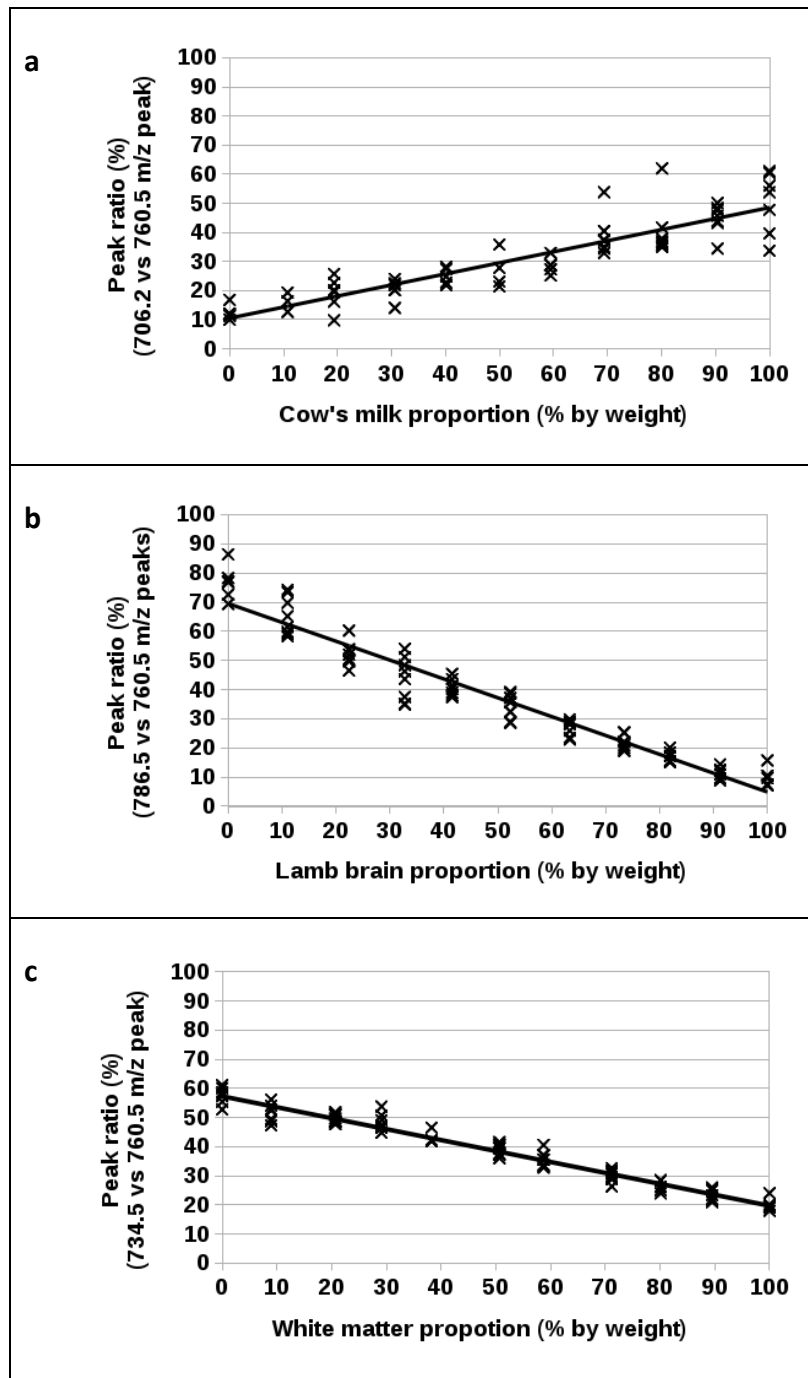 a
Peak ratio (%)
(706.2 vs 760.5 m/z peak)
100
90
80
70
60
50
40
30
20
10
0
0 10 20 30 40 50 60 70 80 90 100
Cow's milk proportion (% by weight)
b
Peak ratio (%)
(786.5 vs 760.5 m/z peaks)
100
90
80
70
60
50
40
30
20
10
0
0 10 20 30 40 50 60 70 80 90 100
Lamb brain proportion (% by weight)
c
Peak ratio (%)
(734.5 vs 760.5 m/z peak)
100
90
80
70
60
50
40
30
20
10
0
0 10 20 30 40 50 60 70 80 90 100
White matter propotion (% by weight)